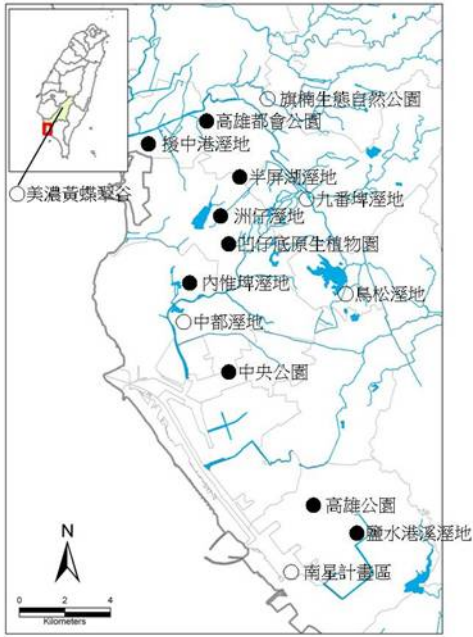 旗楠生態自然公園
高雄都會公園
援中港溼地
半屏湖溼地
美濃黃蝶翠谷
九番埤溼地
洲仔溼地
凹仔底原生植物園
內惟埤溼地
鳥松溼地
中都溼地
中央公園
高雄公園
鹽水港溪溼地
南星計畫區
N
0 2 4
Kilometers